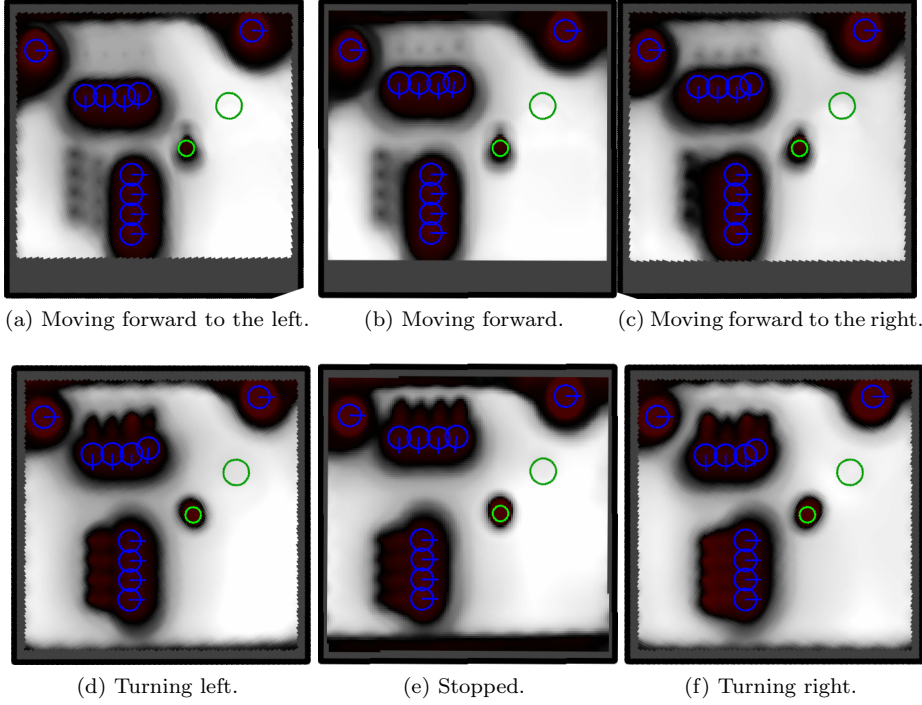 (a) Moving forward to the left.
(b) Moving forward.
(c) Moving forward to the right.
(d) Turning left.
(e) Stopped.
(f) Turning right.